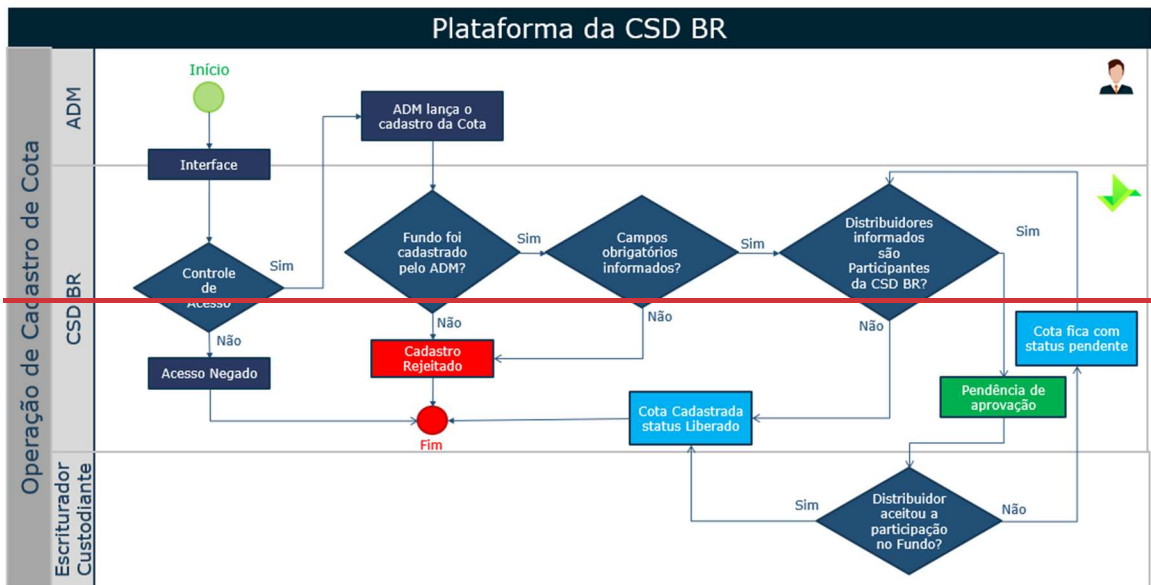 Plataforma da CSD BR
Operação de Cadastro de Cota
ADM
Início
ADM lança o
cadastro da Cota
Interface
CSD BR
Controle
de
Acesso
Sim
Não
Acesso Negado
Fundo foi
cadastrado
pelo ADM?
Sim
Não
Cadastro
Rejeitado
Fim
Campos
obrigatórios
informados?
Sim
Não
Distribuidores
informados
são
Participantes
da CSD BR?
Sim
Não
Cota fica com
status pendente
Pendência de
aprovação
Cota Cadastrada
status Liberado
Escriturador
Custodiante
Distribuidor
aceitou a
participação
no Fundo?
Sim
Não